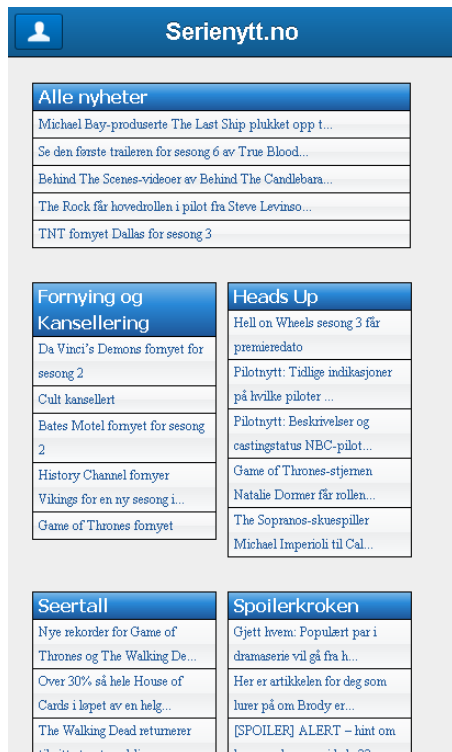 Serienytt.no
Alle nyheter
Michael Bay-produserte The Last Ship plukket opp t...
Se den første traileren for sesong 6 av True Blood...
Behind The Scenes-videoer av Behind The Candlebara...
The Rock får hovedrollen i pilot fra Steve Levinso...
TNT fornyet Dallas for sesong 3
Fornying og
Kansellering
Da Vinci's Demons fornyet for
sesong 2
Cult kansellert
Bates Motel fornyet for sesong
2
History Channel fornyer
Vikings for en ny sesong i...
Game of Thrones fornyet
Heads Up
Hell on Wheels sesong 3 får
premieredato
Pilotnytt: Tidlige indikasjoner
på hvilke piloter ...
Pilotnytt: Beskrivelser og
castingstatus NBC-pilot...
Game of Thrones-stjernen
Natalie Dormer får rollen...
The Sopranos-skuespiller
Michael Imperioli til Cal...
Seertall
Nye rekorder for Game of
Thrones og The Walking De...
Over 30% så hele House of
Cards i løpet av en helg...
The Walking Dead returnerer
Spoilerkroken
Gjett hvem: Populært par i
dramaserie vil gå fra h...
Her er artikkelen for deg som
lurer på om Brody er...
[SPOILER] ALERT – hint om